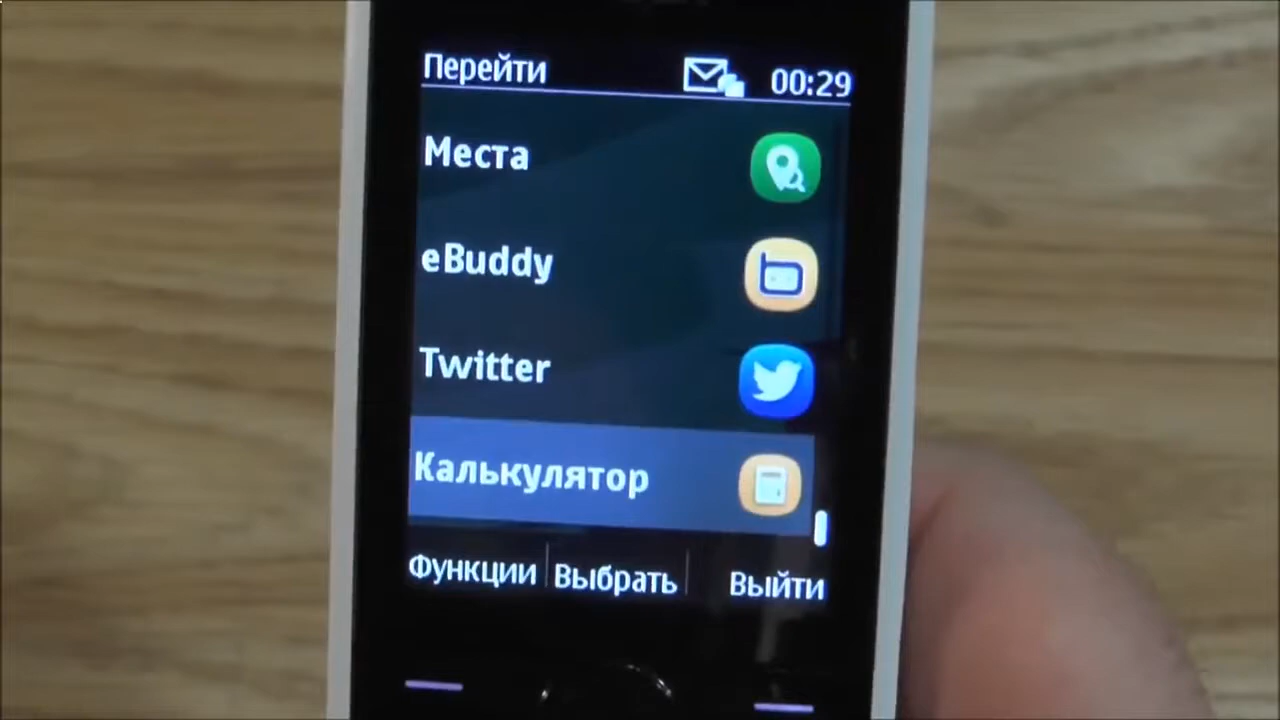 Перейти 00:29
Места
eBuddy
Twitter
Калькулятор
Функции Выбрать Выйти